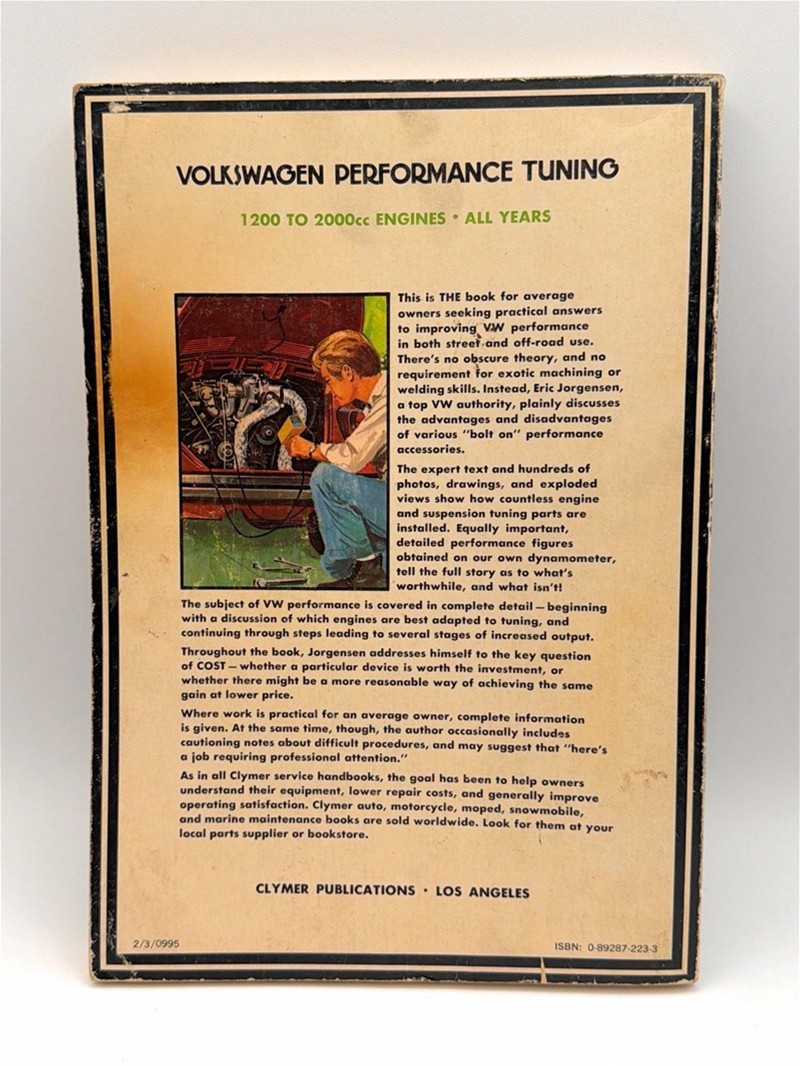 VOLKSWAGEN PERFORMANCE TUNING
1200 TO 2000cc ENGINES • ALL YEARS
This is THE book for average
owners seeking practical answers
to improving VW performance
in both street and off-road use.
There's no obscure theory, and no
requirement for exotic machining or
welding skills. Instead, Eric Jorgensen,
a top VW authority, plainly discusses
the advantages and disadvantages
of various "bolt on" performance
accessories.
The expert text and hundreds of
photos, drawings, and exploded
views show how countless engine
and suspension tuning parts are
installed. Equally important,
detailed performance figures
obtained on our own dynamometer,
tell the full story as to what's
worthwhile, and what isn't!
The subject of VW performance is covered in complete detail — beginning
with a discussion of which engines are best adapted to tuning, and
continuing through steps leading to several stages of increased output.
Throughout the book, Jorgensen addresses himself to the key question
of COST — whether a particular device is worth the investment, or
whether there might be a more reasonable way of achieving the same
gain at lower price.
Where work is practical for an average owner, complete information
is given. At the same time, though, the author occasionally includes
cautioning notes about difficult procedures, and may suggest that "here's
a job requiring professional attention."
As in all Clymer service handbooks, the goal has been to help owners
understand their equipment, lower repair costs, and generally improve
operating satisfaction. Clymer auto, motorcycle, moped, snowmobile,
and marine maintenance books are sold worldwide. Look for them at your
local parts supplier or bookstore.
CLYMER PUBLICATIONS • LOS ANGELES
2/3/0995
ISBN: 0-89287-223-3